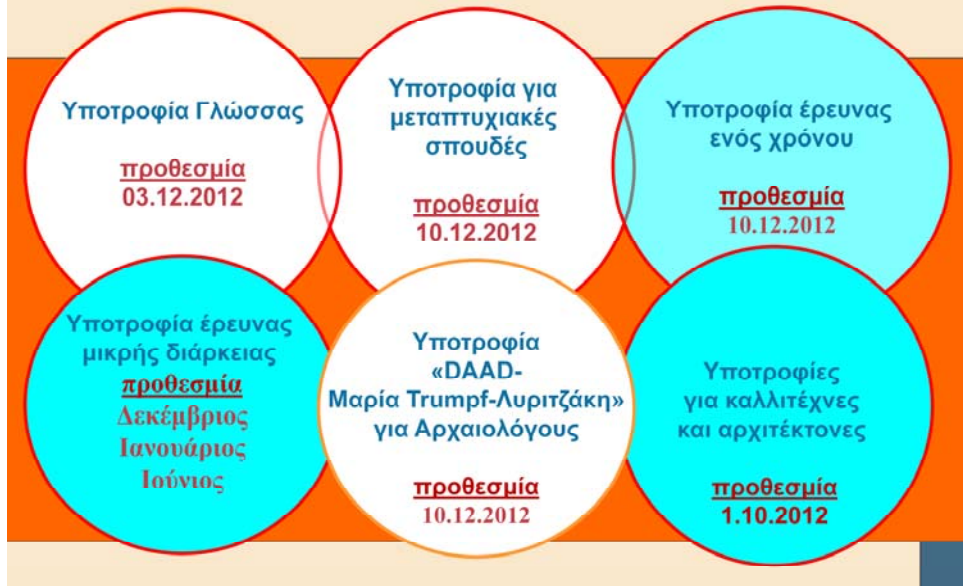 Υποτροφία Γλώσσας
προθεσμία
03.12.2012
Υποτροφία για
μεταπτυχιακές
σπουδές
προθεσμία
10.12.2012
Υποτροφία έρευνας
ενός χρόνου
προθεσμία
10.12.2012
Υποτροφία έρευνας
μικρής διάρκειας
προθεσμία
Δεκέμβριος
Ιανουάριος
Ιούνιος
Υποτροφία
«DAAD-
Μαρία Trumpf-Λυριτζάκη»
για Αρχαιολόγους
προθεσμία
10.12.2012
Υποτροφίες
για καλλιτέχνες
και αρχιτέκτονες
προθεσμία
1.10.2012